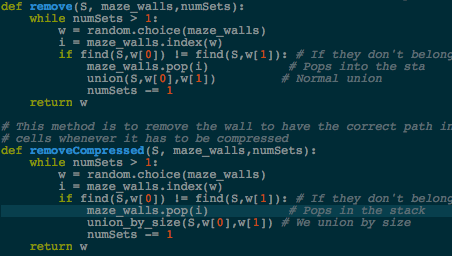 def remove(S, maze_walls,numSets):
    while numSets > 1:
        w = random.choice(maze_walls)
        i = maze_walls.index(w)
        if find(S,w[0]) != find(S,w[1]): # If they don't belong
            maze_walls.pop(i)           # Pops into the sta
            union(S,w[0],w[1])         # Normal union
            numSets -= 1
    return w

# This method is to remove the wall to have the correct path in
# cells whenever it has to be compressed
def removeCompressed(S, maze_walls,numSets):
    while numSets > 1:
        w = random.choice(maze_walls)
        i = maze_walls.index(w)
        if find(S,w[0]) != find(S,w[1]): # If they don't belong
            maze_walls.pop(i)           # Pops in the stack
            union_by_size(S,w[0],w[1]) # We union by size
            numSets -= 1
    return w